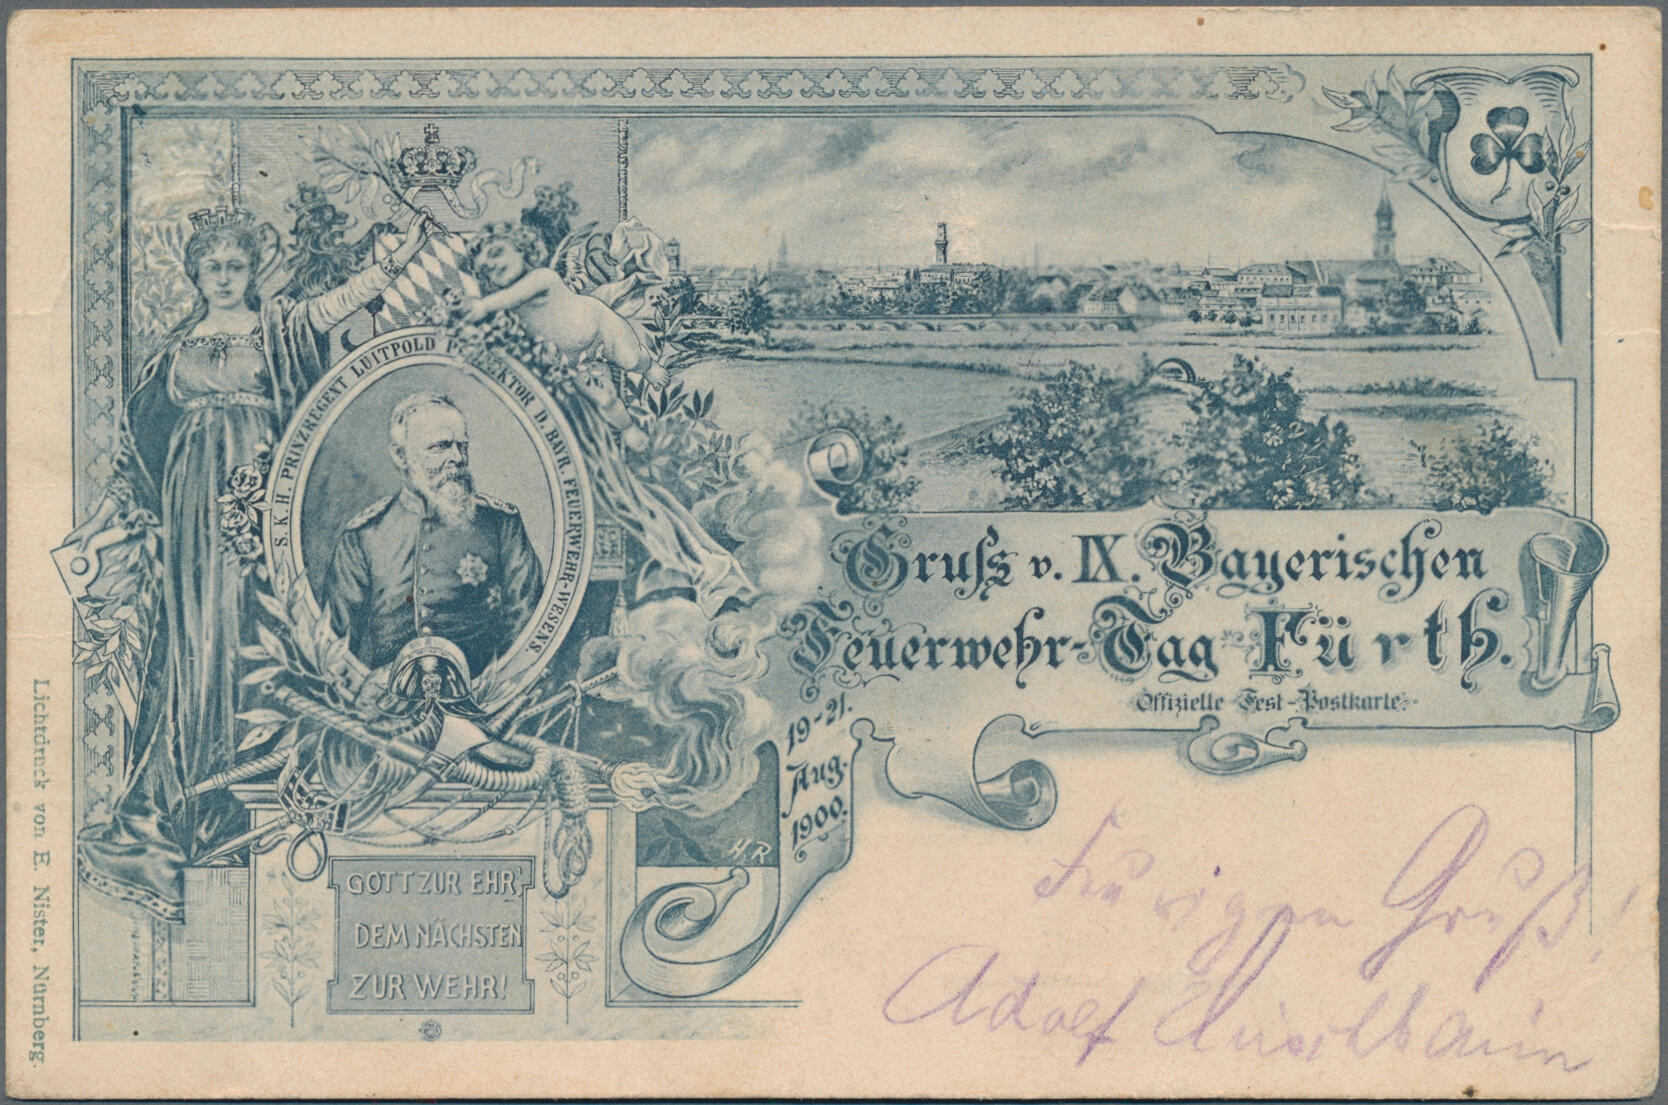 S. K. H. PRINZREGENT LUITPOLD PROTEKTOR D. BAYR. FEUERWEHR-WESENS.
Gruss v. IX. Bayerischen
Feuerwehr-Tag Fürth.
Offizielle Fest-Postkarte.
19-21.
Aug.
1900.
H. R
GOTT ZUR EHR'
DEM NÄCHSTEN
ZUR WEHR!
Gruß!
Adolf
Lichtdruck von E. Nister, Nürnberg.